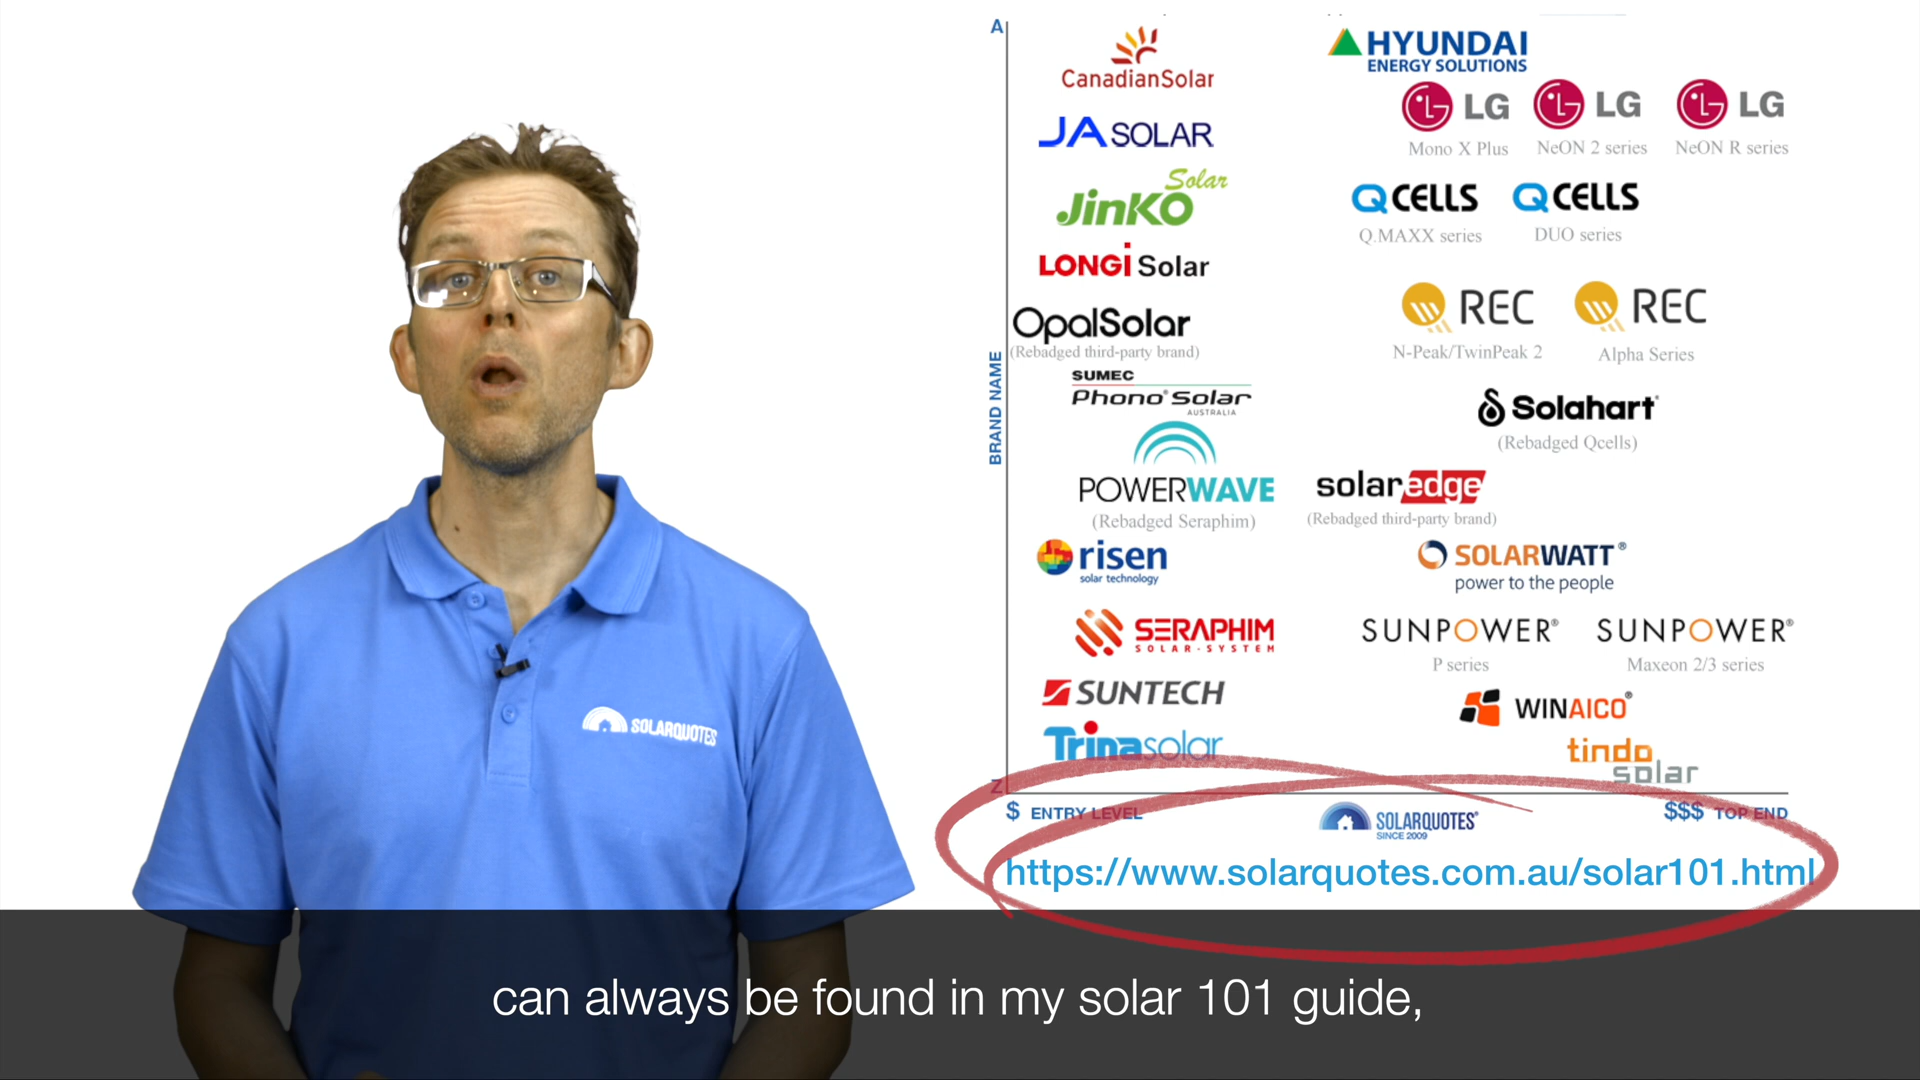 A
CanadianSolar
HYUNDAI
ENERGY SOLUTIONS
LG LG LG
Mono X Plus NeON 2 series NeON R series
JA SOLAR
Solar
JinKO
QCELLS QCELLS
Q.MAXX series DUO series
LONGi Solar
REC REC
N-Peak/TwinPeak 2 Alpha Series
OpalSolar
(Rebadged third-party brand)
BRAND NAME
SUMEC
Phono Solar
AUSTRALIA
Solahart
(Rebadged Qcells)
POWERWAVE
(Rebadged Seraphim)
solaredge
(Rebadged third-party brand)
risen
solar technology
SOLARWATT®
power to the people
SERAPHIM
SOLAR·SYSTEM
SUNPOWER® SUNPOWER®
P series Maxeon 2/3 series
SUNTECH
WINAICO®
Trinasolar
tindo
solar
Z
$ ENTRY LEVEL
SOLARQUOTES®
SINCE 2009
$$$ TOP END
https://www.solarquotes.com.au/solar101.html
SOLARQUOTES
can always be found in my solar 101 guide,